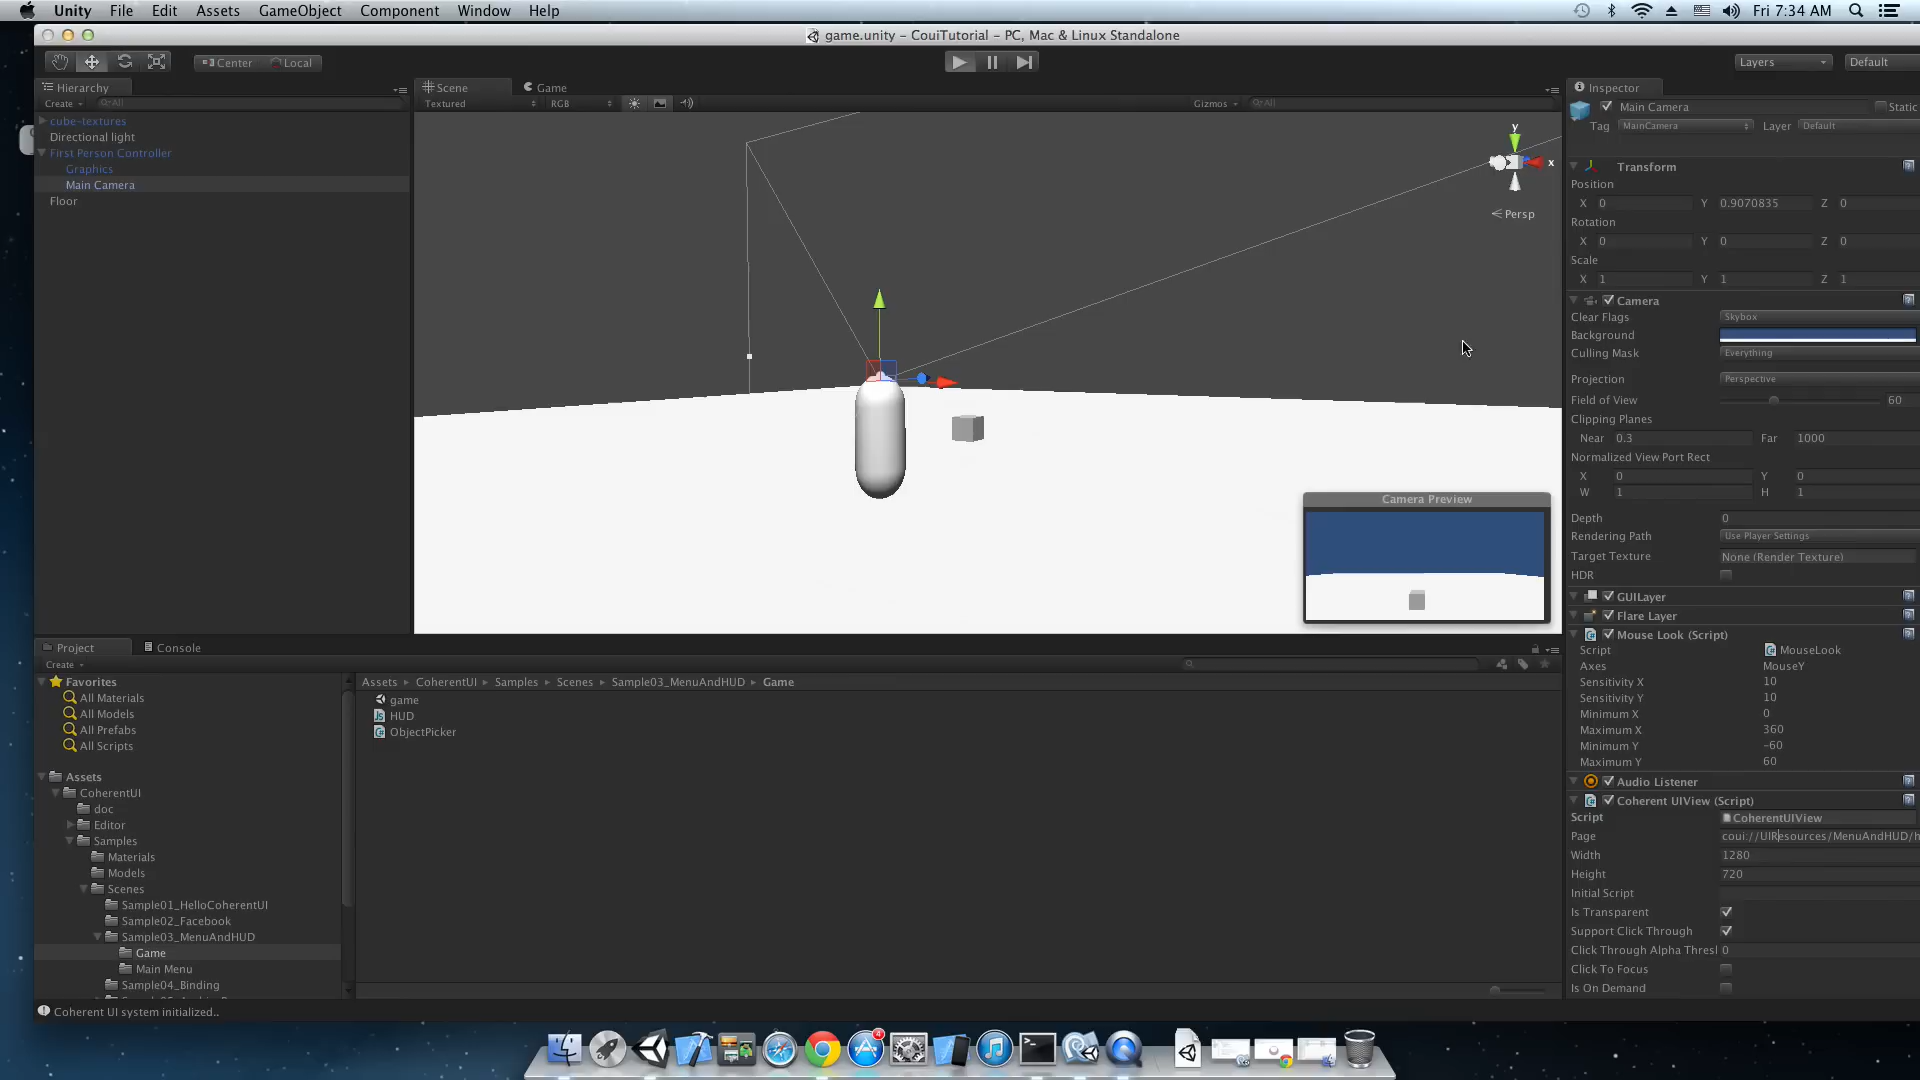 Unity File Edit Assets GameObject Component Window Help Fri 7:34 AM
game.unity – CouiTutorial – PC, Mac & Linux Standalone
Center Local Layers Default
Hierarchy
Create All
cube-textures
Directional light
First Person Controller
Graphics
Main Camera
Floor
Scene Game
Textured RGB Gizmos All
y
x
Persp
Camera Preview
Inspector
Main Camera Static
Tag MainCamera Layer Default
Transform
Position
X 0 Y 0.9070835 Z 0
Rotation
X 0 Y 0 Z 0
Scale
X 1 Y 1 Z 1
Camera
Clear Flags Skybox
Background
Culling Mask Everything
Projection Perspective
Field of View 60
Clipping Planes
Near 0.3 Far 1000
Normalized View Port Rect
X 0 Y 0
W 1 H 1
Depth 0
Rendering Path Use Player Settings
Target Texture None (Render Texture)
HDR
GUILayer
Flare Layer
Mouse Look (Script)
Script MouseLook
Axes MouseY
Sensitivity X 10
Sensitivity Y 10
Minimum X 0
Maximum X 360
Minimum Y -60
Maximum Y 60
Audio Listener
Coherent UIView (Script)
Script CoherentUIView
Page coui://UIResources/MenuAndHUD/h
Width 1280
Height 720
Initial Script
Is Transparent
Support Click Through
Click Through Alpha Thresl 0
Click To Focus
Is On Demand
Project Console
Create
Favorites
All Materials
All Models
All Prefabs
All Scripts
Assets
CoherentUI
doc
Editor
Samples
Materials
Models
Scenes
Sample01_HelloCoherentUI
Sample02_Facebook
Sample03_MenuAndHUD
Game
Main Menu
Sample04_Binding
Assets CoherentUI Samples Scenes Sample03_MenuAndHUD Game
game
HUD
ObjectPicker
Coherent UI system initialized..
4